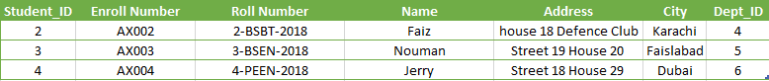 Student_ID Enroll Number Roll Number Name Address City Dept_ID
2 AX002 2-BSBT-2018 Faiz house 18 Defence Club Karachi 4
3 AX003 3-BSEN-2018 Nouman Street 19 House 20 Faislabad 5
4 AX004 4-PEEN-2018 Jerry Street 18 House 29 Dubai 6